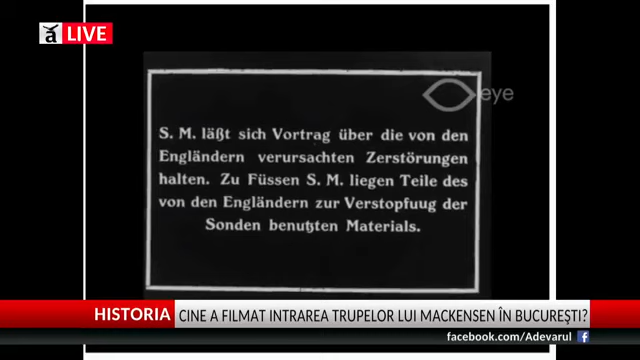 á LIVE
eye
S. M. läßt sich Vortrag über die von den
Engländern verursachten Zerstörungen
halten. Zu Füssen S. M. liegen Teile des
von den Engländern zur Verstopfuug der
Sonden benutzten Materials.
HISTORIA CINE A FILMAT INTRAREA TRUPELOR LUI MACKENSEN ÎN BUCUREŞTI?
facebook.com/Adevarul f